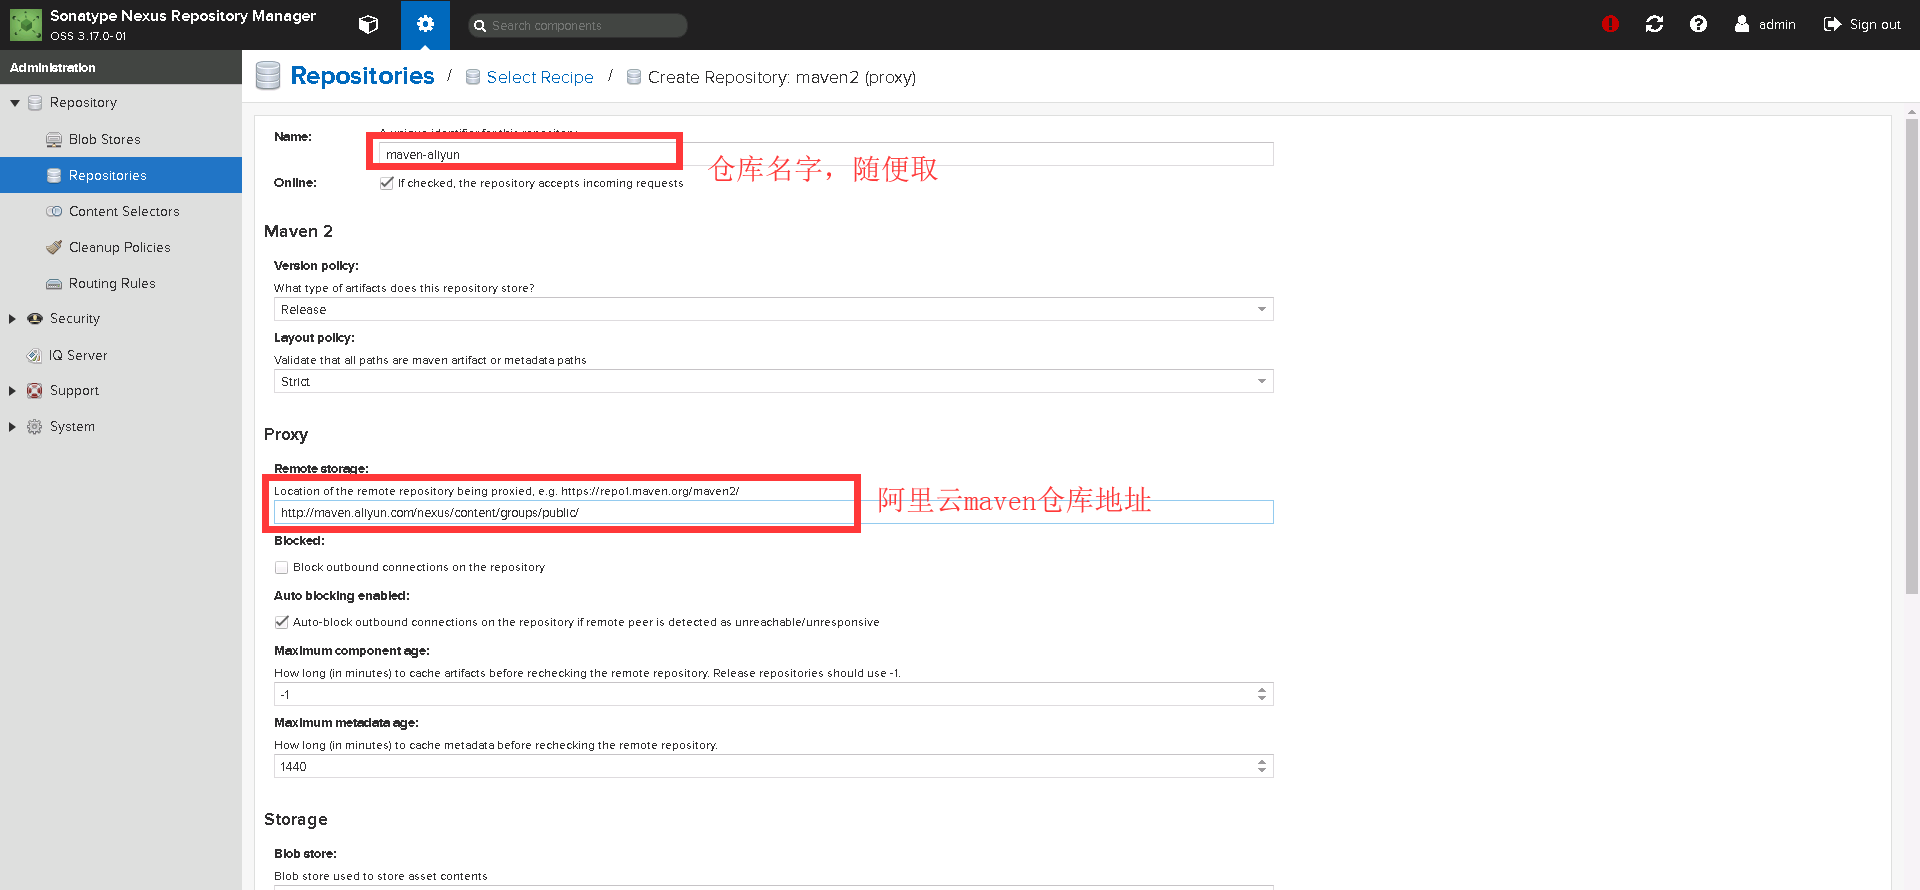 Sonatype Nexus Repository Manager
OSS 3.17.0-01
Search components
admin
Sign out
Administration
Repository
Blob Stores
Repositories
Content Selectors
Cleanup Policies
Routing Rules
Security
IQ Server
Support
System
Repositories / Select Recipe / Create Repository: maven2 (proxy)
Name:
A unique identifier for this repository
maven-aliyun
仓库名字，随便取
Online:
If checked, the repository accepts incoming requests
Maven 2
Version policy:
What type of artifacts does this repository store?
Release
Layout policy:
Validate that all paths are maven artifact or metadata paths
Strict
Proxy
Remote storage:
Location of the remote repository being proxied, e.g. https://repo1.maven.org/maven2/
http://maven.aliyun.com/nexus/content/groups/public/
阿里云maven仓库地址
Blocked:
Block outbound connections on the repository
Auto blocking enabled:
Auto-block outbound connections on the repository if remote peer is detected as unreachable/unresponsive
Maximum component age:
How long (in minutes) to cache artifacts before rechecking the remote repository. Release repositories should use -1.
-1
Maximum metadata age:
How long (in minutes) to cache metadata before rechecking the remote repository.
1440
Storage
Blob store:
Blob store used to store asset contents